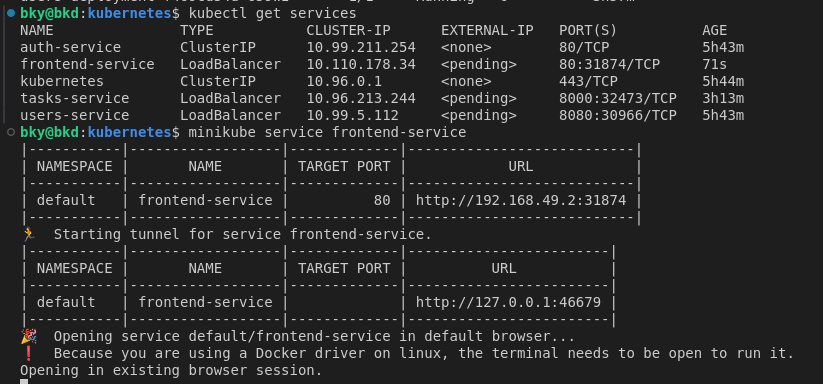 bky@bkd:kubernetes$ kubectl get services
NAME               TYPE           CLUSTER-IP      EXTERNAL-IP   PORT(S)          AGE
auth-service       ClusterIP      10.99.211.254   <none>        80/TCP           5h43m
frontend-service   LoadBalancer   10.110.178.34   <pending>     80:31874/TCP     71s
kubernetes         ClusterIP      10.96.0.1       <none>        443/TCP          5h44m
tasks-service      LoadBalancer   10.96.213.244   <pending>     8000:32473/TCP   3h13m
users-service      LoadBalancer   10.99.5.112     <pending>     8080:30966/TCP   5h43m
bky@bkd:kubernetes$ minikube service frontend-service
|-----------|------------------|-------------|---------------------------|
| NAMESPACE |       NAME       | TARGET PORT |            URL            |
|-----------|------------------|-------------|---------------------------|
| default   | frontend-service |          80 | http://192.168.49.2:31874 |
|-----------|------------------|-------------|---------------------------|
🏃  Starting tunnel for service frontend-service.
|-----------|------------------|-------------|------------------------|
| NAMESPACE |       NAME       | TARGET PORT |          URL           |
|-----------|------------------|-------------|------------------------|
| default   | frontend-service |             | http://127.0.0.1:46679 |
|-----------|------------------|-------------|------------------------|
🎉  Opening service default/frontend-service in default browser...
❗  Because you are using a Docker driver on linux, the terminal needs to be open to run it.
Opening in existing browser session.